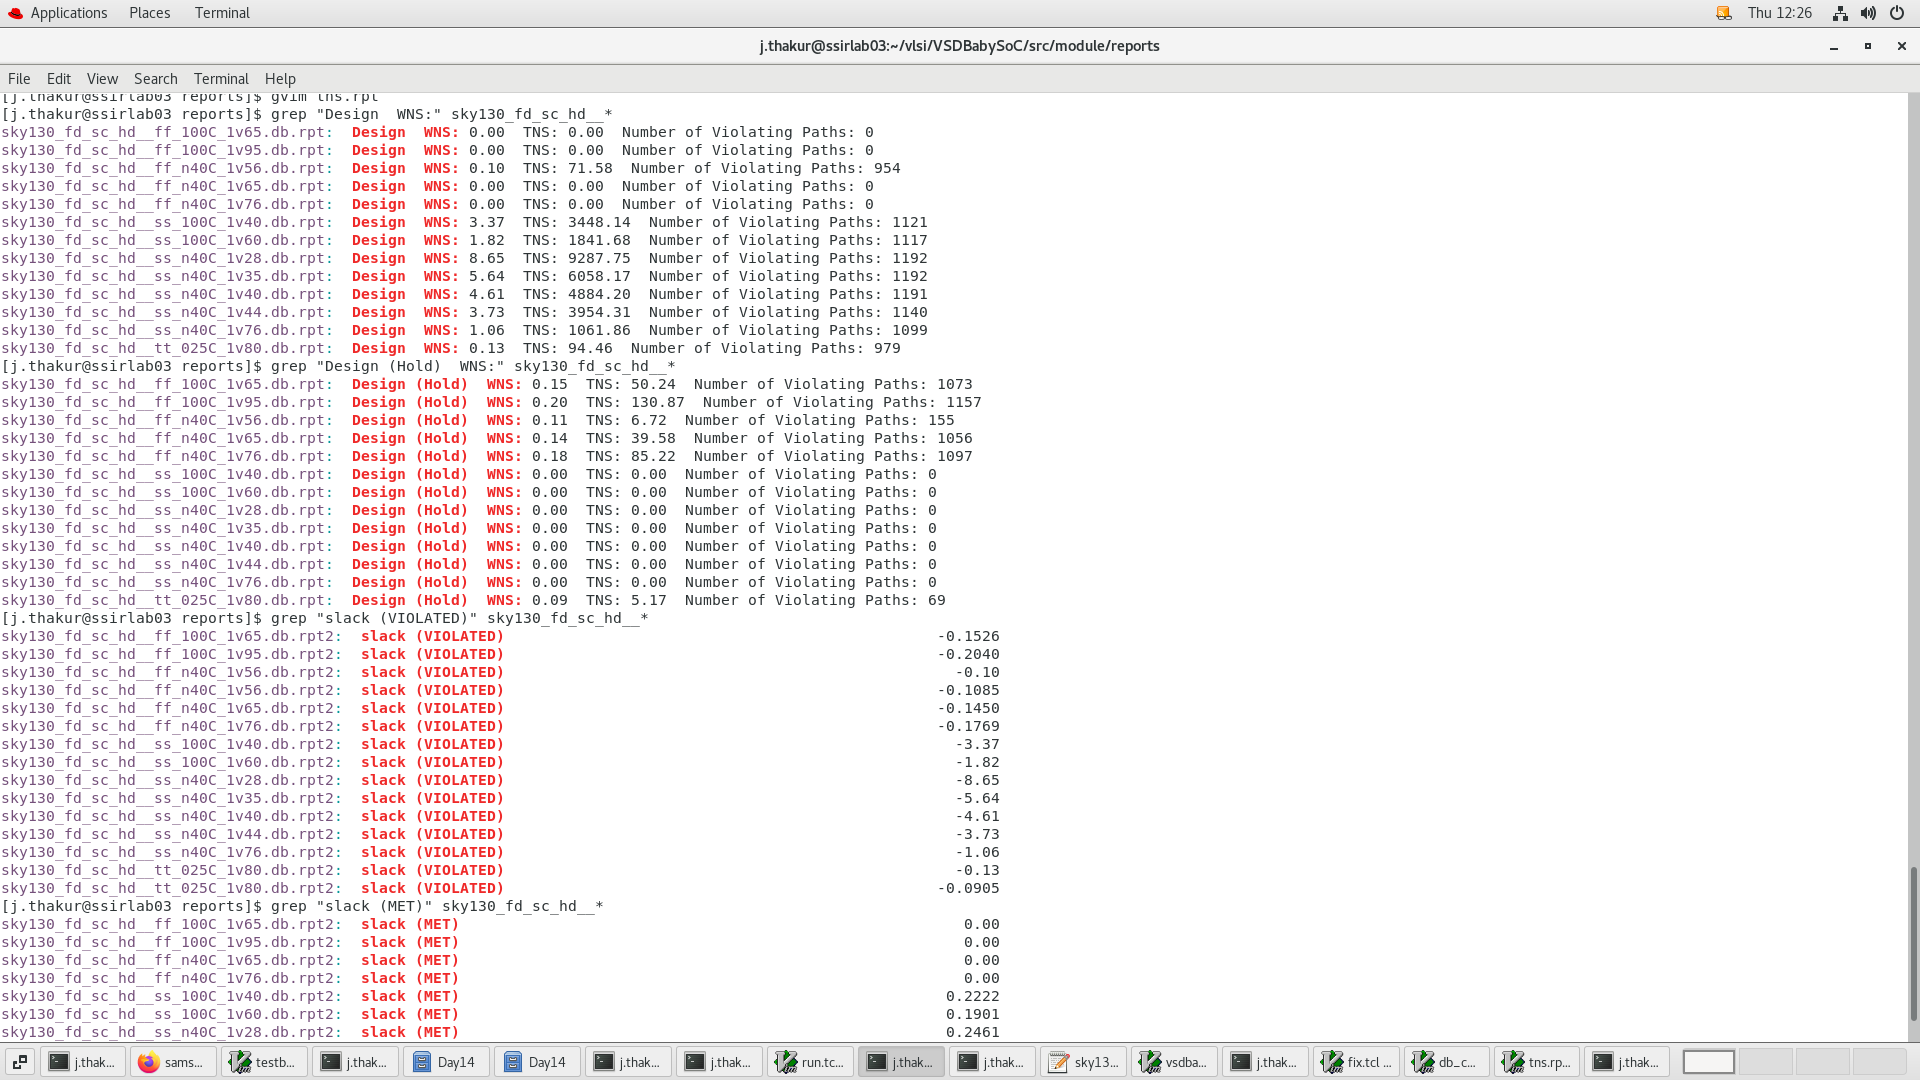 Applications Places Terminal Thu 12:26
j.thakur@ssirlab03:~/vlsi/VSDBabySoC/src/module/reports
File Edit View Search Terminal Help
[j.thakur@ssirlab03 reports]$ gvim tns.rpt
[j.thakur@ssirlab03 reports]$ grep "Design  WNS:" sky130_fd_sc_hd__*
sky130_fd_sc_hd__ff_100C_1v65.db.rpt:  Design  WNS: 0.00  TNS: 0.00  Number of Violating Paths: 0
sky130_fd_sc_hd__ff_100C_1v95.db.rpt:  Design  WNS: 0.00  TNS: 0.00  Number of Violating Paths: 0
sky130_fd_sc_hd__ff_n40C_1v56.db.rpt:  Design  WNS: 0.10  TNS: 71.58  Number of Violating Paths: 954
sky130_fd_sc_hd__ff_n40C_1v65.db.rpt:  Design  WNS: 0.00  TNS: 0.00  Number of Violating Paths: 0
sky130_fd_sc_hd__ff_n40C_1v76.db.rpt:  Design  WNS: 0.00  TNS: 0.00  Number of Violating Paths: 0
sky130_fd_sc_hd__ss_100C_1v40.db.rpt:  Design  WNS: 3.37  TNS: 3448.14  Number of Violating Paths: 1121
sky130_fd_sc_hd__ss_100C_1v60.db.rpt:  Design  WNS: 1.82  TNS: 1841.68  Number of Violating Paths: 1117
sky130_fd_sc_hd__ss_n40C_1v28.db.rpt:  Design  WNS: 8.65  TNS: 9287.75  Number of Violating Paths: 1192
sky130_fd_sc_hd__ss_n40C_1v35.db.rpt:  Design  WNS: 5.64  TNS: 6058.17  Number of Violating Paths: 1192
sky130_fd_sc_hd__ss_n40C_1v40.db.rpt:  Design  WNS: 4.61  TNS: 4884.20  Number of Violating Paths: 1191
sky130_fd_sc_hd__ss_n40C_1v44.db.rpt:  Design  WNS: 3.73  TNS: 3954.31  Number of Violating Paths: 1140
sky130_fd_sc_hd__ss_n40C_1v76.db.rpt:  Design  WNS: 1.06  TNS: 1061.86  Number of Violating Paths: 1099
sky130_fd_sc_hd__tt_025C_1v80.db.rpt:  Design  WNS: 0.13  TNS: 94.46  Number of Violating Paths: 979
[j.thakur@ssirlab03 reports]$ grep "Design (Hold)  WNS:" sky130_fd_sc_hd__*
sky130_fd_sc_hd__ff_100C_1v65.db.rpt:  Design (Hold)  WNS: 0.15  TNS: 50.24  Number of Violating Paths: 1073
sky130_fd_sc_hd__ff_100C_1v95.db.rpt:  Design (Hold)  WNS: 0.20  TNS: 130.87  Number of Violating Paths: 1157
sky130_fd_sc_hd__ff_n40C_1v56.db.rpt:  Design (Hold)  WNS: 0.11  TNS: 6.72  Number of Violating Paths: 155
sky130_fd_sc_hd__ff_n40C_1v65.db.rpt:  Design (Hold)  WNS: 0.14  TNS: 39.58  Number of Violating Paths: 1056
sky130_fd_sc_hd__ff_n40C_1v76.db.rpt:  Design (Hold)  WNS: 0.18  TNS: 85.22  Number of Violating Paths: 1097
sky130_fd_sc_hd__ss_100C_1v40.db.rpt:  Design (Hold)  WNS: 0.00  TNS: 0.00  Number of Violating Paths: 0
sky130_fd_sc_hd__ss_100C_1v60.db.rpt:  Design (Hold)  WNS: 0.00  TNS: 0.00  Number of Violating Paths: 0
sky130_fd_sc_hd__ss_n40C_1v28.db.rpt:  Design (Hold)  WNS: 0.00  TNS: 0.00  Number of Violating Paths: 0
sky130_fd_sc_hd__ss_n40C_1v35.db.rpt:  Design (Hold)  WNS: 0.00  TNS: 0.00  Number of Violating Paths: 0
sky130_fd_sc_hd__ss_n40C_1v40.db.rpt:  Design (Hold)  WNS: 0.00  TNS: 0.00  Number of Violating Paths: 0
sky130_fd_sc_hd__ss_n40C_1v44.db.rpt:  Design (Hold)  WNS: 0.00  TNS: 0.00  Number of Violating Paths: 0
sky130_fd_sc_hd__ss_n40C_1v76.db.rpt:  Design (Hold)  WNS: 0.00  TNS: 0.00  Number of Violating Paths: 0
sky130_fd_sc_hd__tt_025C_1v80.db.rpt:  Design (Hold)  WNS: 0.09  TNS: 5.17  Number of Violating Paths: 69
[j.thakur@ssirlab03 reports]$ grep "slack (VIOLATED)" sky130_fd_sc_hd__*
sky130_fd_sc_hd__ff_100C_1v65.db.rpt2:  slack (VIOLATED) -0.1526
sky130_fd_sc_hd__ff_100C_1v95.db.rpt2:  slack (VIOLATED) -0.2040
sky130_fd_sc_hd__ff_n40C_1v56.db.rpt2:  slack (VIOLATED) -0.10
sky130_fd_sc_hd__ff_n40C_1v56.db.rpt2:  slack (VIOLATED) -0.1085
sky130_fd_sc_hd__ff_n40C_1v65.db.rpt2:  slack (VIOLATED) -0.1450
sky130_fd_sc_hd__ff_n40C_1v76.db.rpt2:  slack (VIOLATED) -0.1769
sky130_fd_sc_hd__ss_100C_1v40.db.rpt2:  slack (VIOLATED) -3.37
sky130_fd_sc_hd__ss_100C_1v60.db.rpt2:  slack (VIOLATED) -1.82
sky130_fd_sc_hd__ss_n40C_1v28.db.rpt2:  slack (VIOLATED) -8.65
sky130_fd_sc_hd__ss_n40C_1v35.db.rpt2:  slack (VIOLATED) -5.64
sky130_fd_sc_hd__ss_n40C_1v40.db.rpt2:  slack (VIOLATED) -4.61
sky130_fd_sc_hd__ss_n40C_1v44.db.rpt2:  slack (VIOLATED) -3.73
sky130_fd_sc_hd__ss_n40C_1v76.db.rpt2:  slack (VIOLATED) -1.06
sky130_fd_sc_hd__tt_025C_1v80.db.rpt2:  slack (VIOLATED) -0.13
sky130_fd_sc_hd__tt_025C_1v80.db.rpt2:  slack (VIOLATED) -0.0905
[j.thakur@ssirlab03 reports]$ grep "slack (MET)" sky130_fd_sc_hd__*
sky130_fd_sc_hd__ff_100C_1v65.db.rpt2:  slack (MET) 0.00
sky130_fd_sc_hd__ff_100C_1v95.db.rpt2:  slack (MET) 0.00
sky130_fd_sc_hd__ff_n40C_1v65.db.rpt2:  slack (MET) 0.00
sky130_fd_sc_hd__ff_n40C_1v76.db.rpt2:  slack (MET) 0.00
sky130_fd_sc_hd__ss_100C_1v40.db.rpt2:  slack (MET) 0.2222
sky130_fd_sc_hd__ss_100C_1v60.db.rpt2:  slack (MET) 0.1901
sky130_fd_sc_hd__ss_n40C_1v28.db.rpt2:  slack (MET) 0.2461
j.thak... sams... testb... j.thak... Day14 Day14 j.thak... j.thak... run.tc... j.thak... j.thak... sky13... vsdba... j.thak... fix.tcl ... db_c... tns.rp... j.thak...